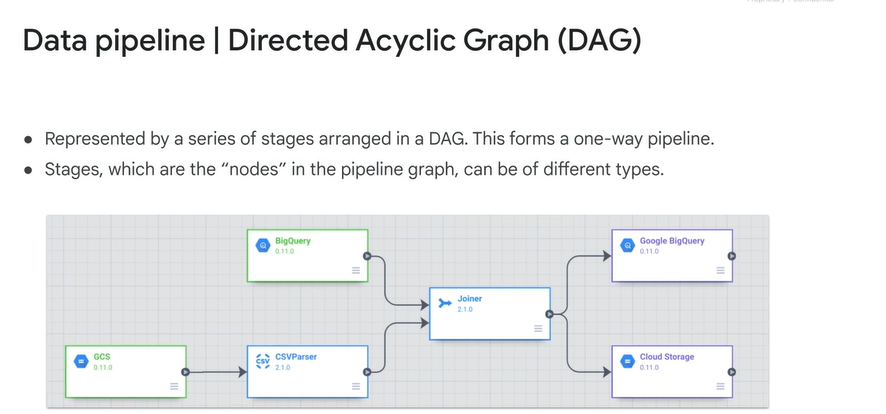 Data pipeline | Directed Acyclic Graph (DAG)
● Represented by a series of stages arranged in a DAG. This forms a one-way pipeline.
● Stages, which are the “nodes” in the pipeline graph, can be of different types.
BigQuery
0.11.0
Google BigQuery
0.11.0
Joiner
2.1.0
GCS
0.11.0
CSV
CSVParser
2.1.0
Cloud Storage
0.11.0